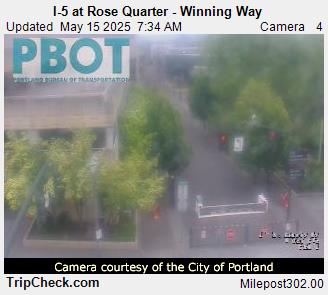 I-5 at Rose Quarter - Winning Way
Updated May 15 2025 7:34 AM Camera 4
PBOT
PORTLAND BUREAU OF TRANSPORTATION
Camera courtesy of the City of Portland
TripCheck.com Milepost302.00